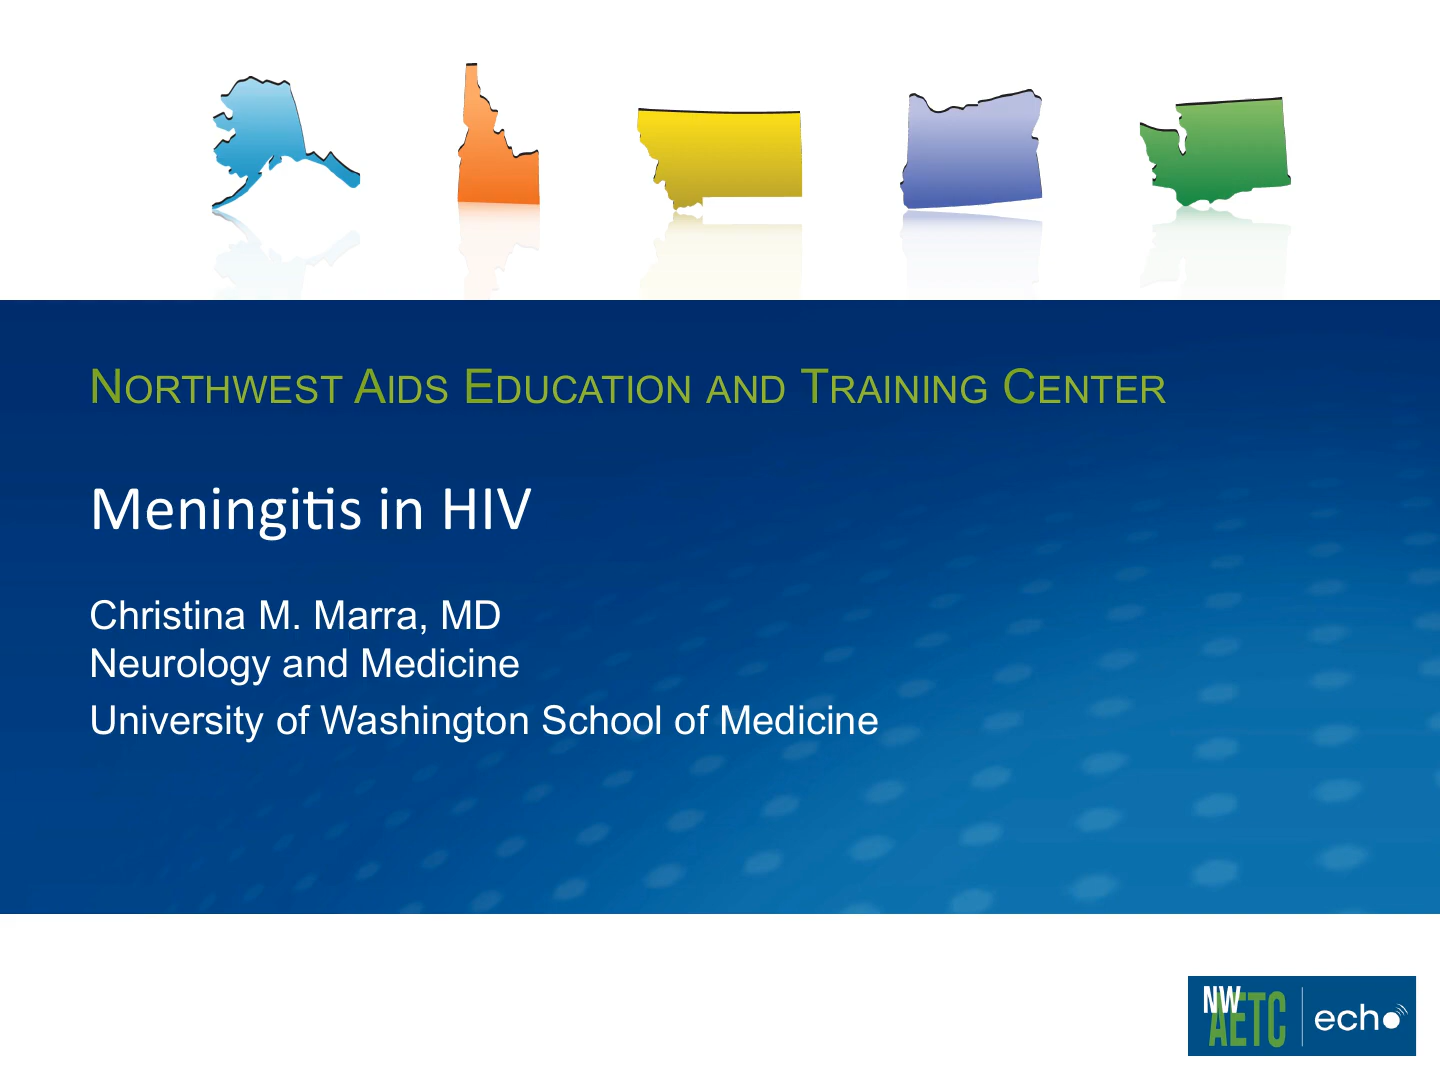 Northwest Aids Education and Training Center
Meningitis in HIV
Christina M. Marra, MD
Neurology and Medicine
University of Washington School of Medicine
NW
AETC
echo